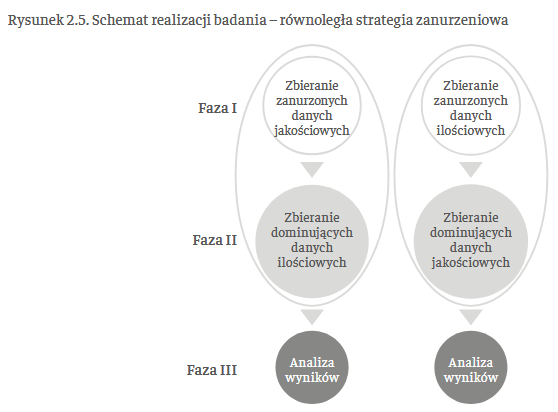 Rysunek 2.5. Schemat realizacji badania – równoległa strategia zanurzeniowa
Faza I
Zbieranie
zanurzonych
danych
jakościowych
Zbieranie
zanurzonych
danych
ilościowych
Faza II
Zbieranie
dominujących
danych
ilościowych
Zbieranie
dominujących
danych
jakościowych
Faza III
Analiza
wyników
Analiza
wyników